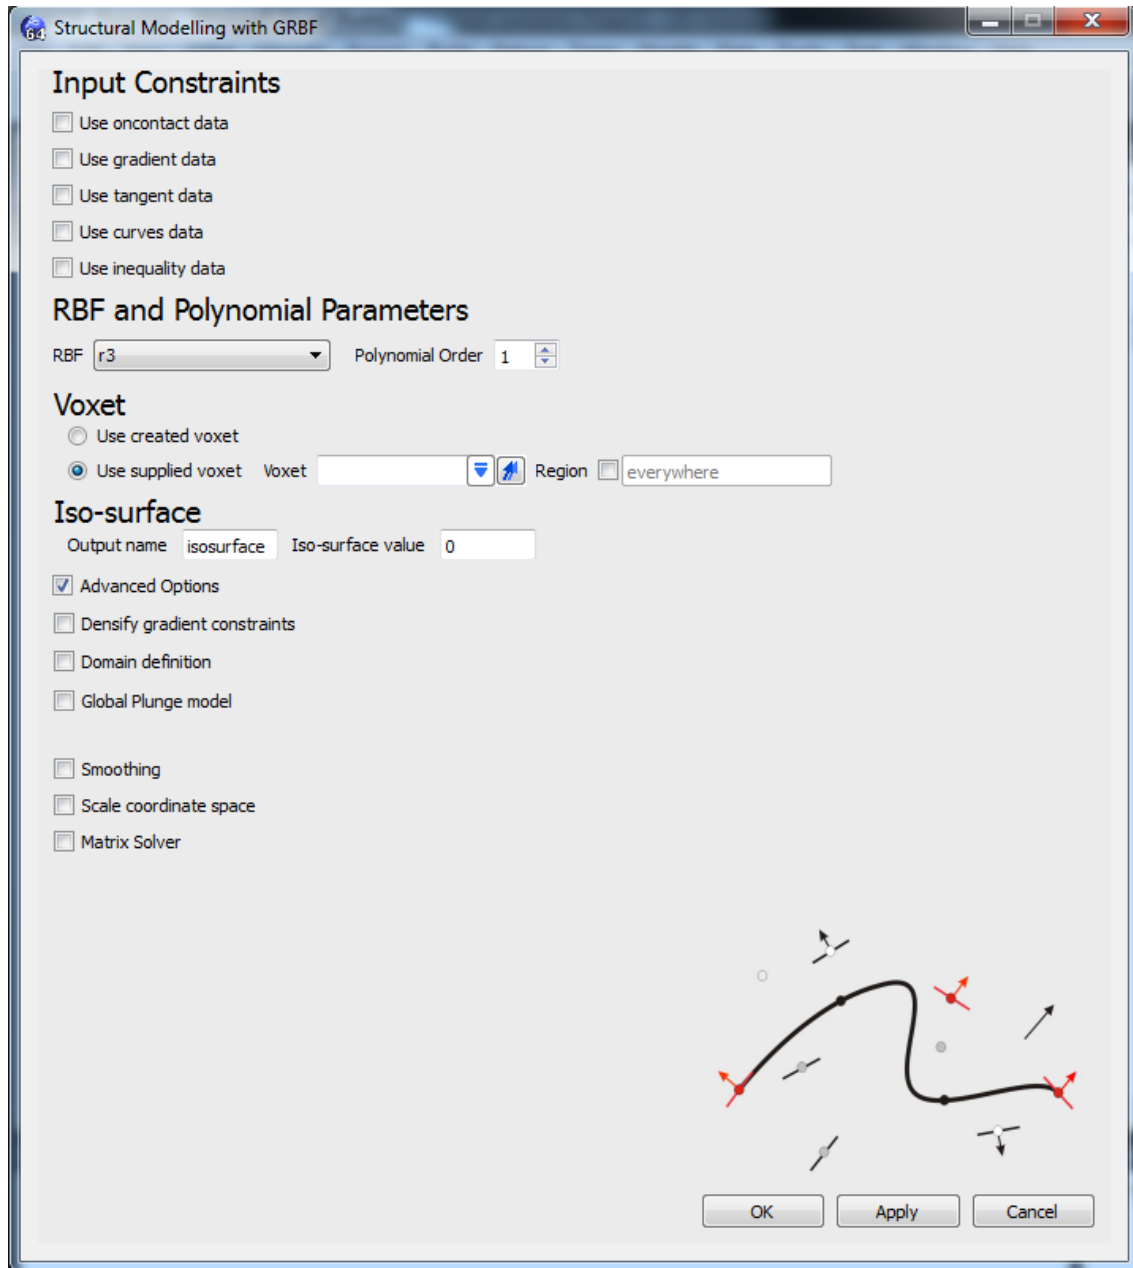 64 Structural Modelling with GRBF
Input Constraints
Use oncontact data
Use gradient data
Use tangent data
Use curves data
Use inequality data
RBF and Polynomial Parameters
RBF r3 Polynomial Order 1
Voxet
Use created voxet
Use supplied voxet Voxet Region everywhere
Iso-surface
Output name isosurface Iso-surface value 0
Advanced Options
Densify gradient constraints
Domain definition
Global Plunge model
Smoothing
Scale coordinate space
Matrix Solver
OK Apply Cancel